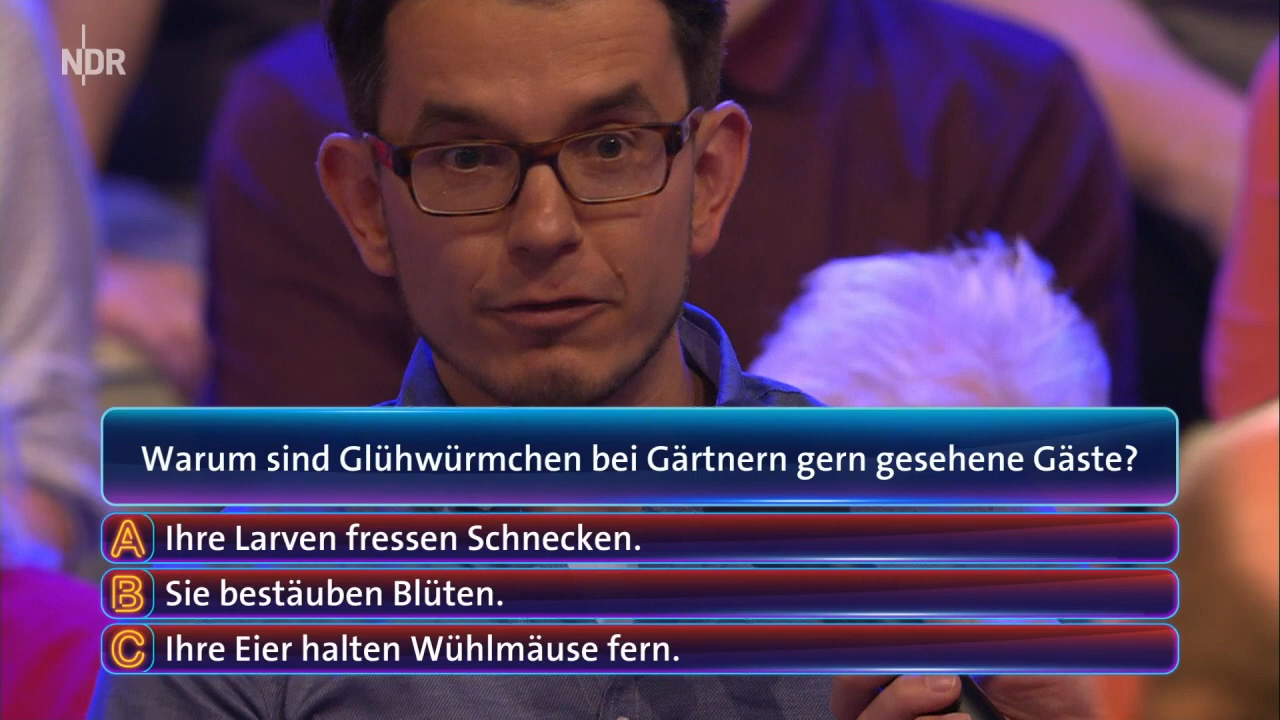 NDR
Warum sind Glühwürmchen bei Gärtnern gern gesehene Gäste?
A Ihre Larven fressen Schnecken.
B Sie bestäuben Blüten.
C Ihre Eier halten Wühlmäuse fern.